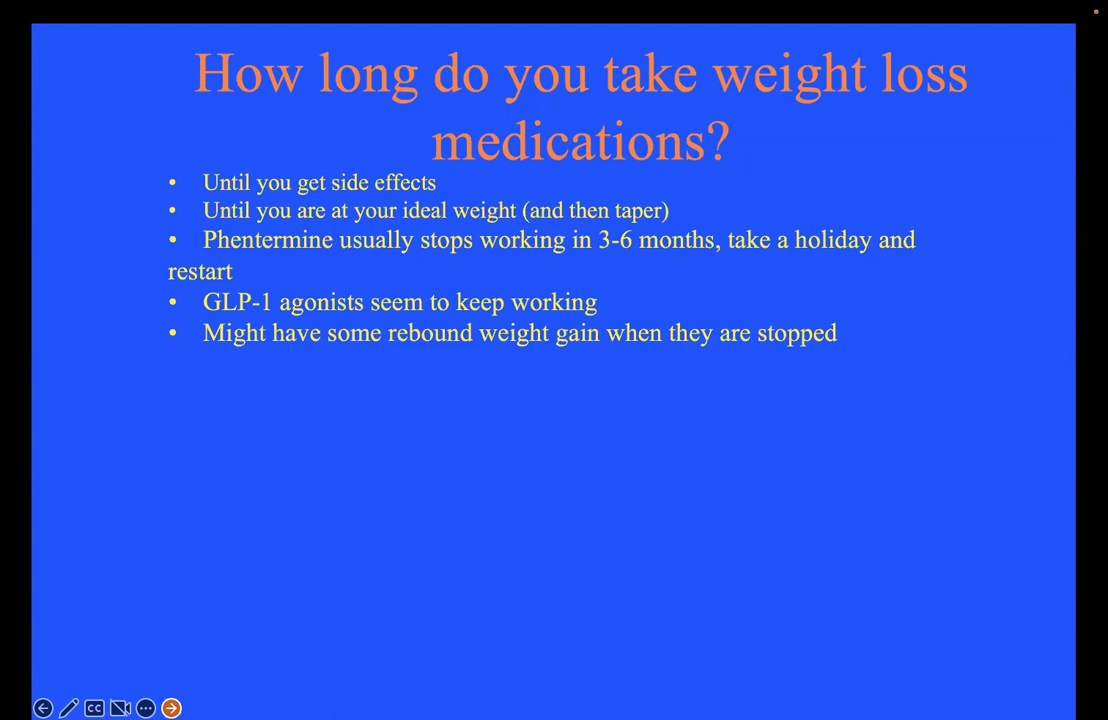 How long do you take weight loss
medications?
• Until you get side effects
• Until you are at your ideal weight (and then taper)
• Phentermine usually stops working in 3-6 months, take a holiday and
restart
• GLP-1 agonists seem to keep working
• Might have some rebound weight gain when they are stopped
CC